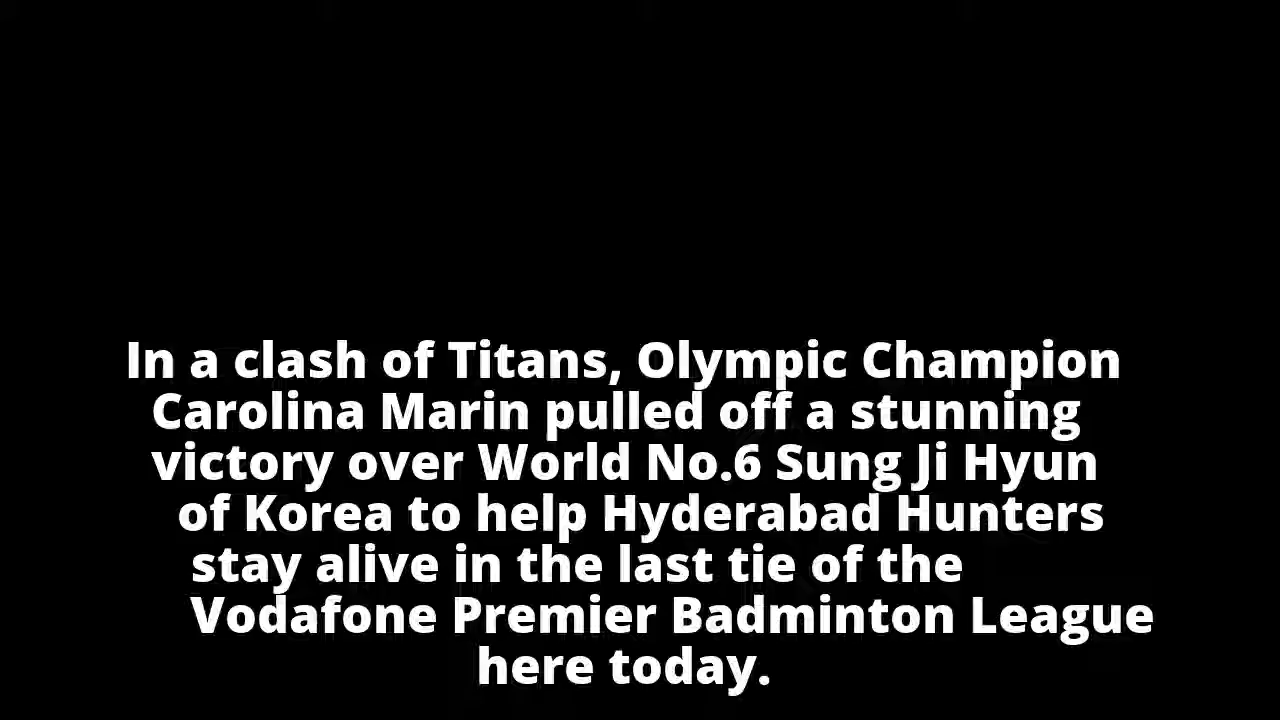 In a clash of Titans, Olympic Champion
Carolina Marin pulled off a stunning
victory over World No.6 Sung Ji Hyun
of Korea to help Hyderabad Hunters
stay alive in the last tie of the
Vodafone Premier Badminton League
here today.